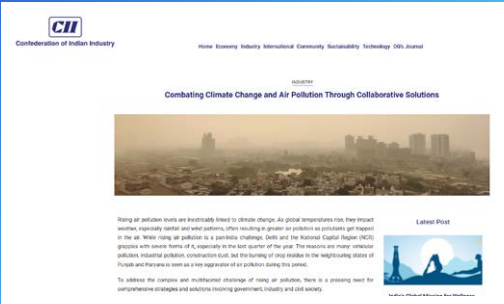 CII
Confederation of Indian Industry
Home Economy Industry International Community Sustainability Technology DG's Journal
INDUSTRY
Combating Climate Change and Air Pollution Through Collaborative Solutions
Rising air pollution levels are inextricably linked to climate change. As global temperatures rise, they impact
weather, especially rainfall and wind patterns, often resulting in greater air pollution as pollutants get trapped
in the air. While rising air pollution is a pan-India challenge, Delhi and the National Capital Region (NCR)
grapples with severe forms of it, especially in the last quarter of the year. The reasons are many: vehicular
pollution, industrial pollution, construction dust, but the burning of crop residue in the neighbouring states of
Punjab and Haryana is seen as a key aggravator of air pollution during this period.
Latest Post
To address the complex and multifaceted challenge of rising air pollution, there is a pressing need for
comprehensive strategies and solutions involving government, industry and civil society.
India's Global Mission for Wellness